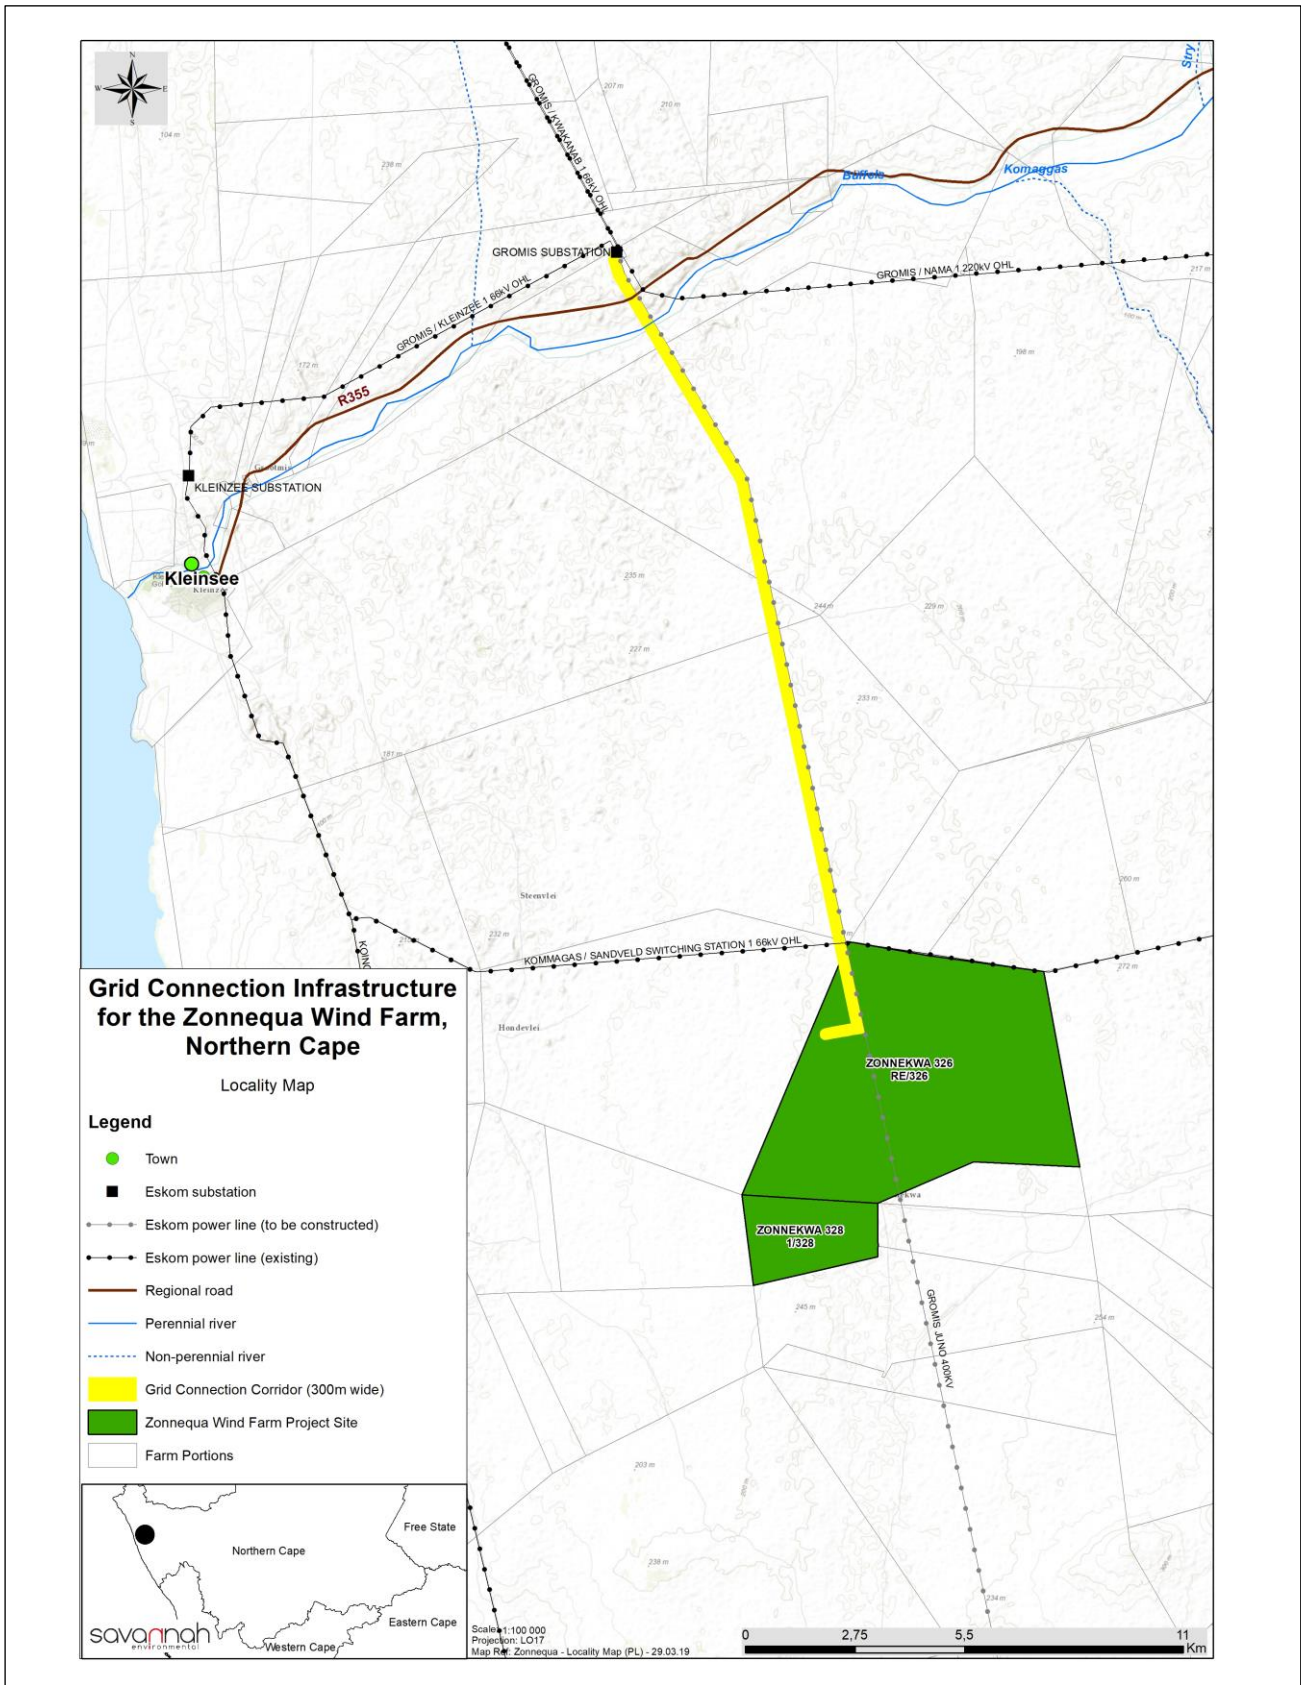 N
W
E
S
GROMIS / KWAKANAB 1 66kV OHL
207 m
210 m
104 m
238 m
Stry
Buffels
Komaggas
GROMIS SUBSTATION
GROMIS / NAMA 1 220kV OHL
217 m
GROMIS / KLEINZEE 1 66kV OHL
172 m
198 m
R355
Grootmis
KLEINZEE SUBSTATION
Kleinsee
Kleinzee
235 m
244 m
229 m
227 m
233 m
181 m
260 m
Steenvlei
232 m
KOMMAGAS / SANDVELD SWITCHING STATION 1 66kV OHL
272 m
Hondevlei
ZONNEKWA 326
RE/326
ZONNEKWA 328
1/328
245 m
254 m
GROMIS JUNO 400KV
203 m
238 m
234 m
Grid Connection Infrastructure
for the Zonnequa Wind Farm,
Northern Cape
Locality Map
Legend
Town
Eskom substation
Eskom power line (to be constructed)
Eskom power line (existing)
Regional road
Perennial river
Non-perennial river
Grid Connection Corridor (300m wide)
Zonnequa Wind Farm Project Site
Farm Portions
Free State
Northern Cape
Eastern Cape
Western Cape
savannah
environmental
Scale: 1:100 000
Projection: LO17
Map Ref: Zonnequa - Locality Map (PL) - 29.03.19
0 2,75 5,5 11
Km